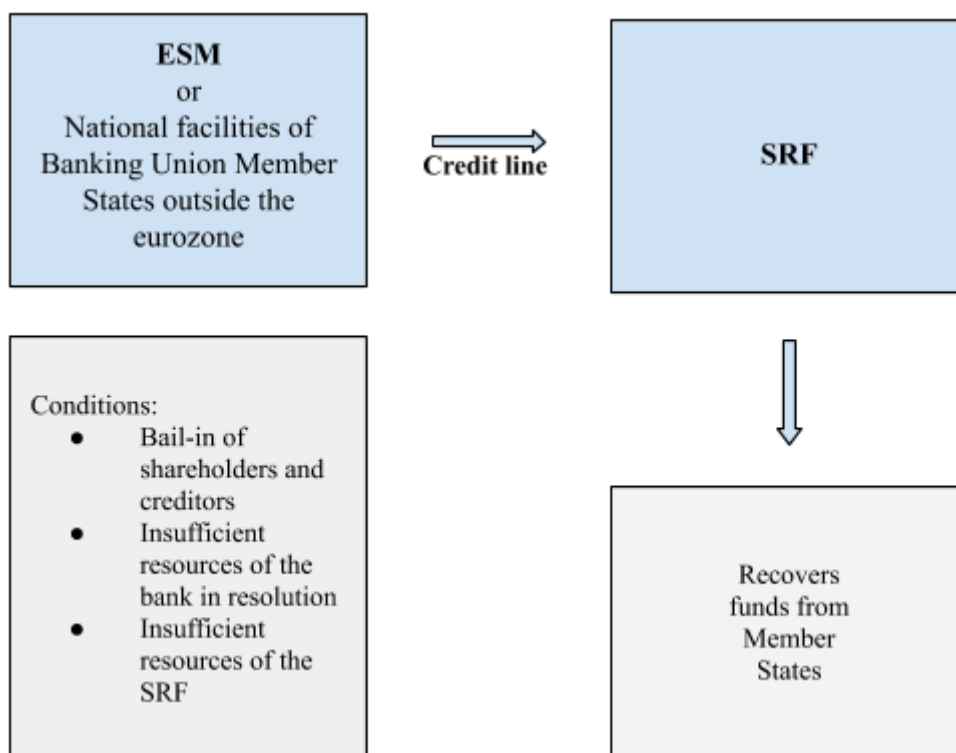 ESM
or
National facilities of
Banking Union Member
States outside the
eurozone
Credit line
SRF
Conditions:
● Bail-in of
shareholders and
creditors
● Insufficient
resources of the
bank in resolution
● Insufficient
resources of the
SRF
Recovers
funds from
Member
States